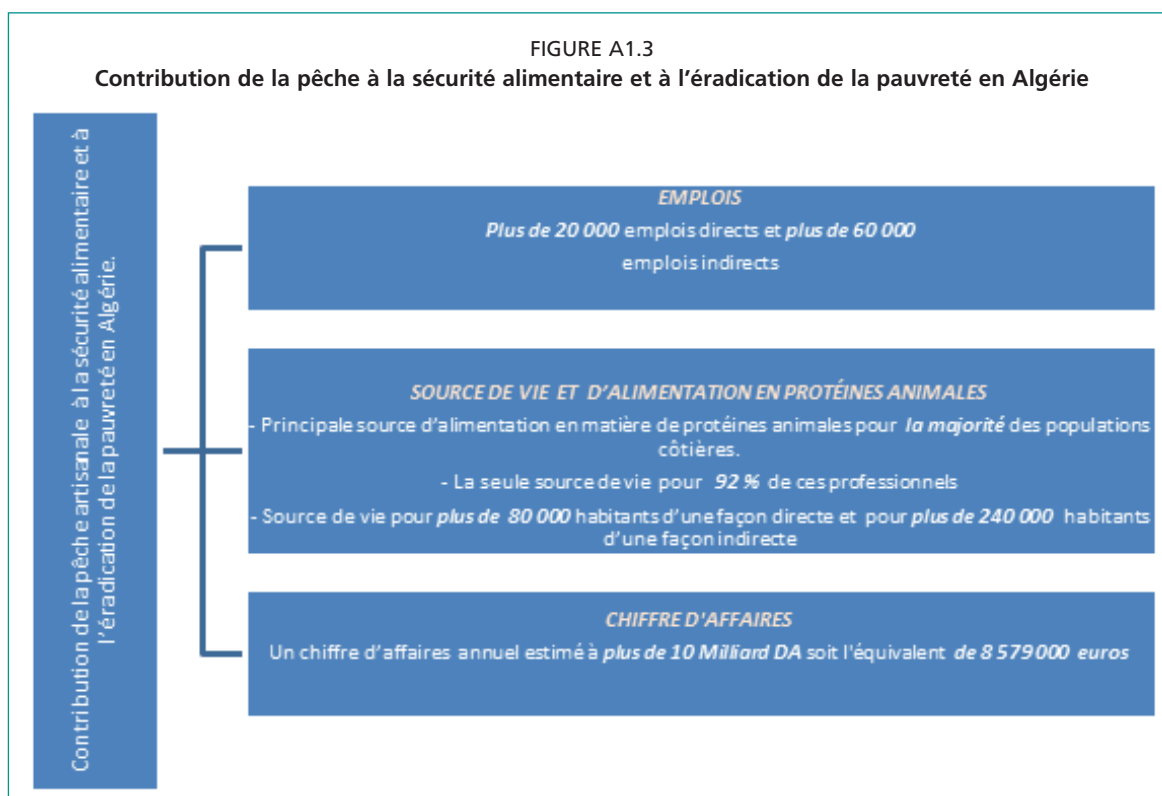 FIGURE A1.3
Contribution de la pêche à la sécurité alimentaire et à l'éradication de la pauvreté en Algérie
Contribution de la pêche artisanale à la sécurité alimentaire et à
l'éradication de la pauvreté en Algérie.
EMPLOIS
Plus de 20 000 emplois directs et plus de 60 000
emplois indirects
SOURCE DE VIE ET D'ALIMENTATION EN PROTÉINES ANIMALES
- Principale source d'alimentation en matière de protéines animales pour la majorité des populations
côtières.
- La seule source de vie pour 92 % de ces professionnels
- Source de vie pour plus de 80 000 habitants d'une façon directe et pour plus de 240 000 habitants
d'une façon indirecte
CHIFFRE D'AFFAIRES
Un chiffre d'affaires annuel estimé à plus de 10 Milliard DA soit l'équivalent de 8 579 000 euros